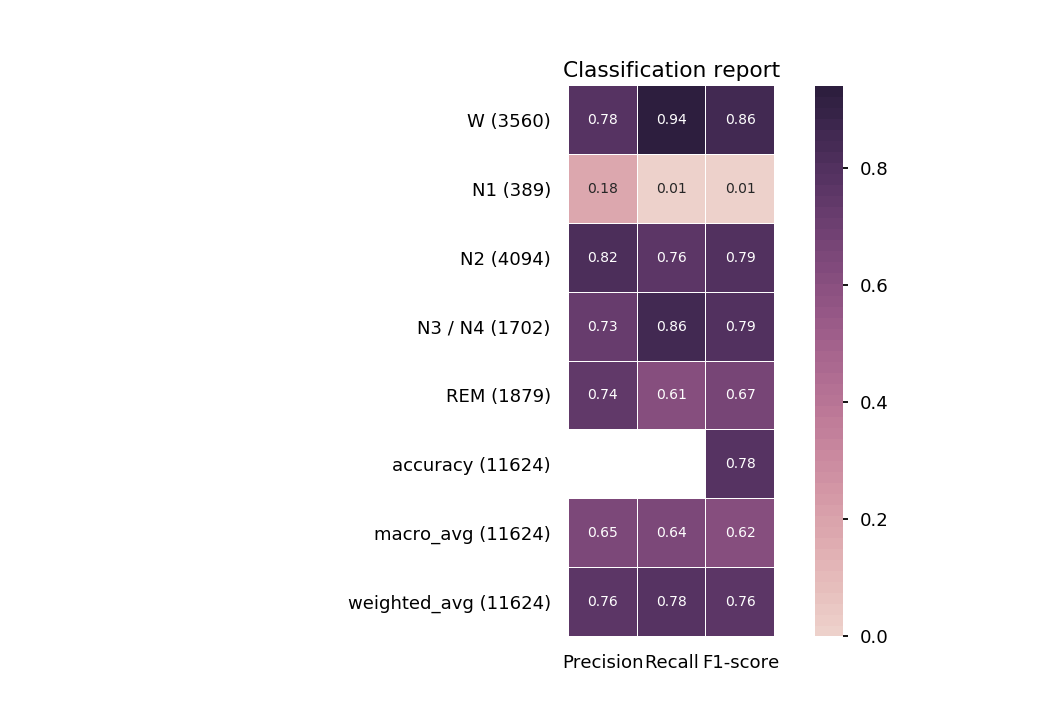 Classification report
W (3560) 0.78 0.94 0.86
N1 (389) 0.18 0.01 0.01
N2 (4094) 0.82 0.76 0.79
N3 / N4 (1702) 0.73 0.86 0.79
REM (1879) 0.74 0.61 0.67
accuracy (11624) 0.78
macro_avg (11624) 0.65 0.64 0.62
weighted_avg (11624) 0.76 0.78 0.76
Precision Recall F1-score
0.8
0.6
0.4
0.2
0.0